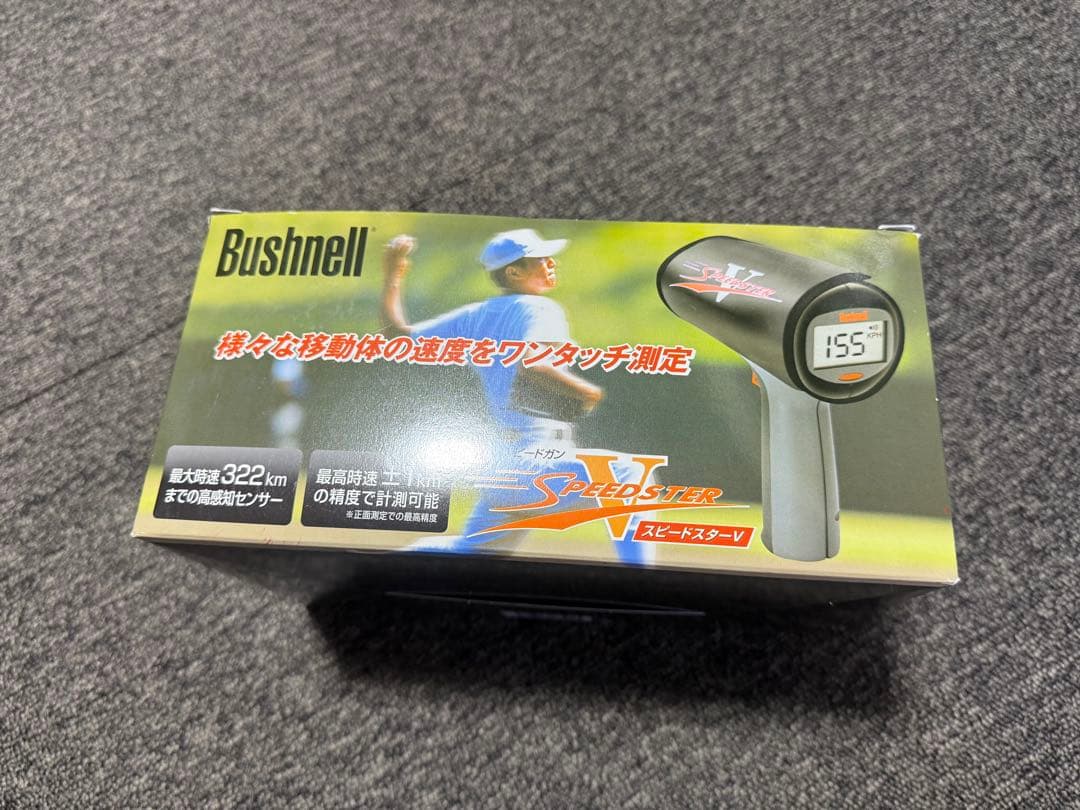 Bushnell
様々な移動体の速度をワンタッチ測定
SPEEDSTER V
Bushnell
155
KPH
最大時速322km
までの高感知センサー
最高時速±1km
の精度で計測可能
※正面測定での最高精度
ードガン
SPEEDSTER V
スピードスターV